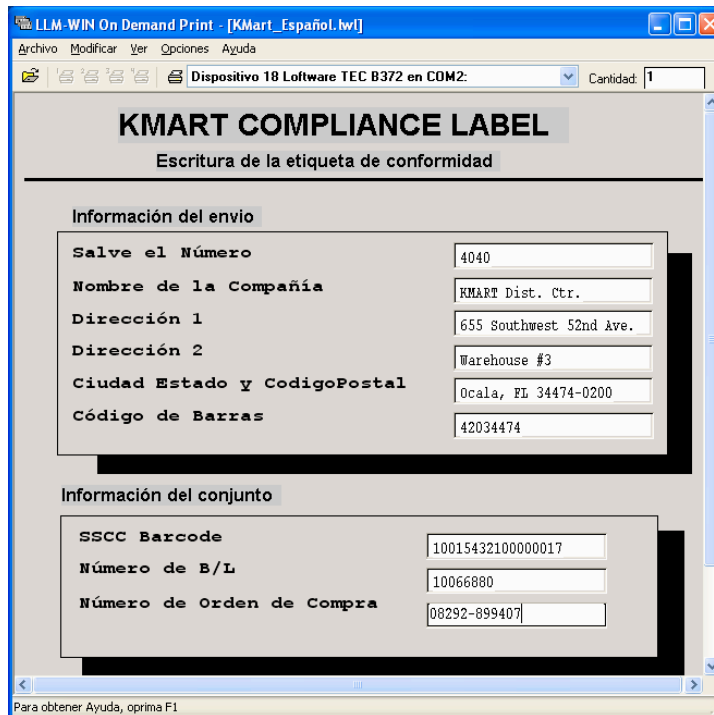 LLM-WIN On Demand Print - [KMart_Español.lwl]
Archivo Modificar Ver Opciones Ayuda
Dispositivo 18 Loftware TEC B372 en COM2: Cantidad: 1
KMART COMPLIANCE LABEL
Escritura de la etiqueta de conformidad
Información del envio
Salve el Número 4040
Nombre de la Compañía KMART Dist. Ctr.
Dirección 1 655 Southwest 52nd Ave.
Dirección 2 Warehouse #3
Ciudad Estado y CodigoPostal Ocala, FL 34474-0200
Código de Barras 42034474
Información del conjunto
SSCC Barcode 10015432100000017
Número de B/L 10066880
Número de Orden de Compra 08292-899407
Para obtener Ayuda, oprima F1